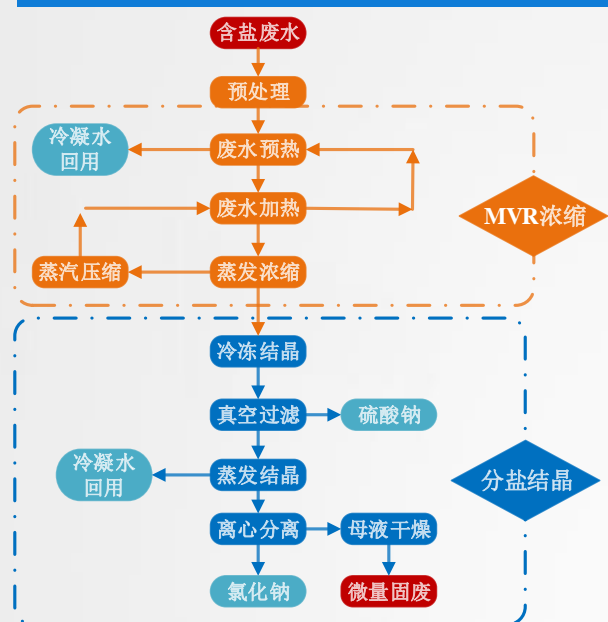 含盐废水
预处理
冷凝水
回用
废水预热
废水加热
MVR浓缩
蒸汽压缩
蒸发浓缩
冷冻结晶
真空过滤
硫酸钠
冷凝水
回用
蒸发结晶
分盐结晶
离心分离
母液干燥
氯化钠
微量固废